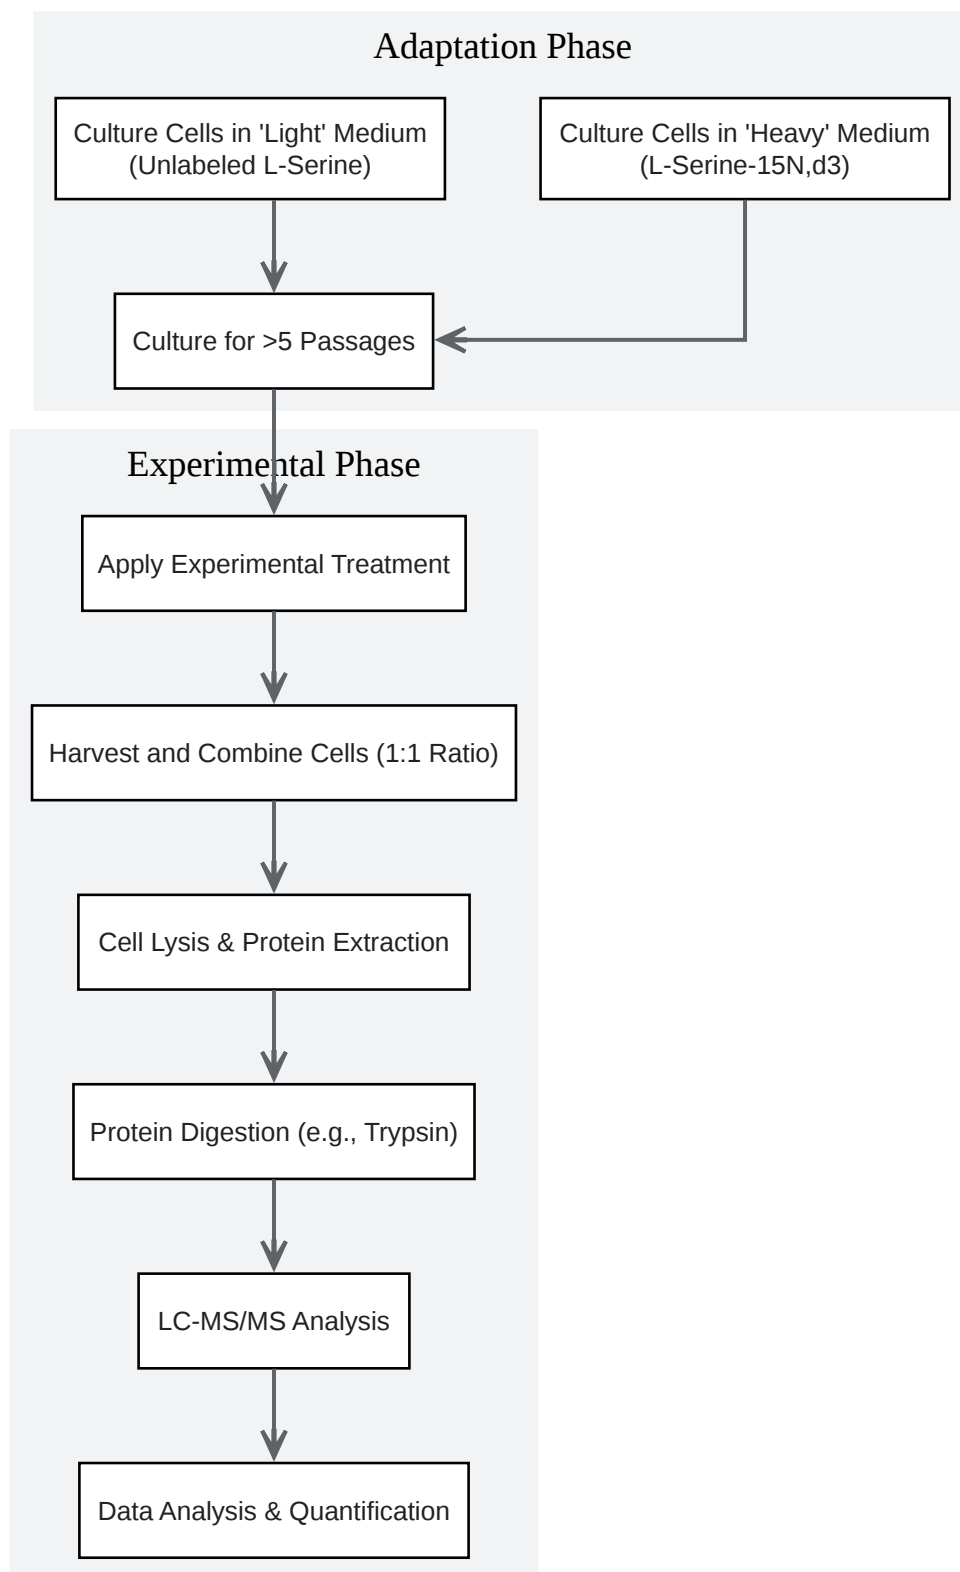 Adaptation Phase
Culture Cells in 'Light' Medium
(Unlabeled L-Serine)
Culture Cells in 'Heavy' Medium
(L-Serine-15N,d3)
Culture for >5 Passages
Experimental Phase
Apply Experimental Treatment
Harvest and Combine Cells (1:1 Ratio)
Cell Lysis & Protein Extraction
Protein Digestion (e.g., Trypsin)
LC-MS/MS Analysis
Data Analysis & Quantification